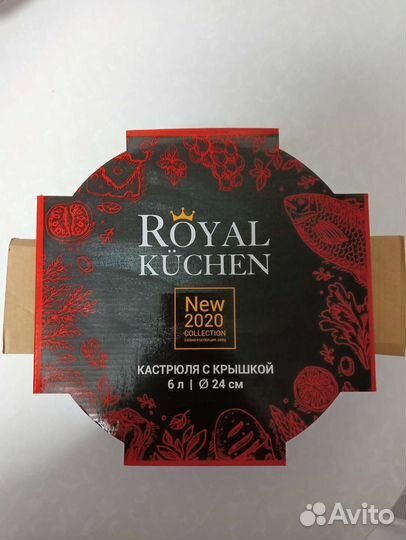 ROYAL
KÜCHEN
New
2020
COLLECTION
КАСТРЮЛЯ С КРЫШКОЙ
6 л | Ø 24 см
Avito